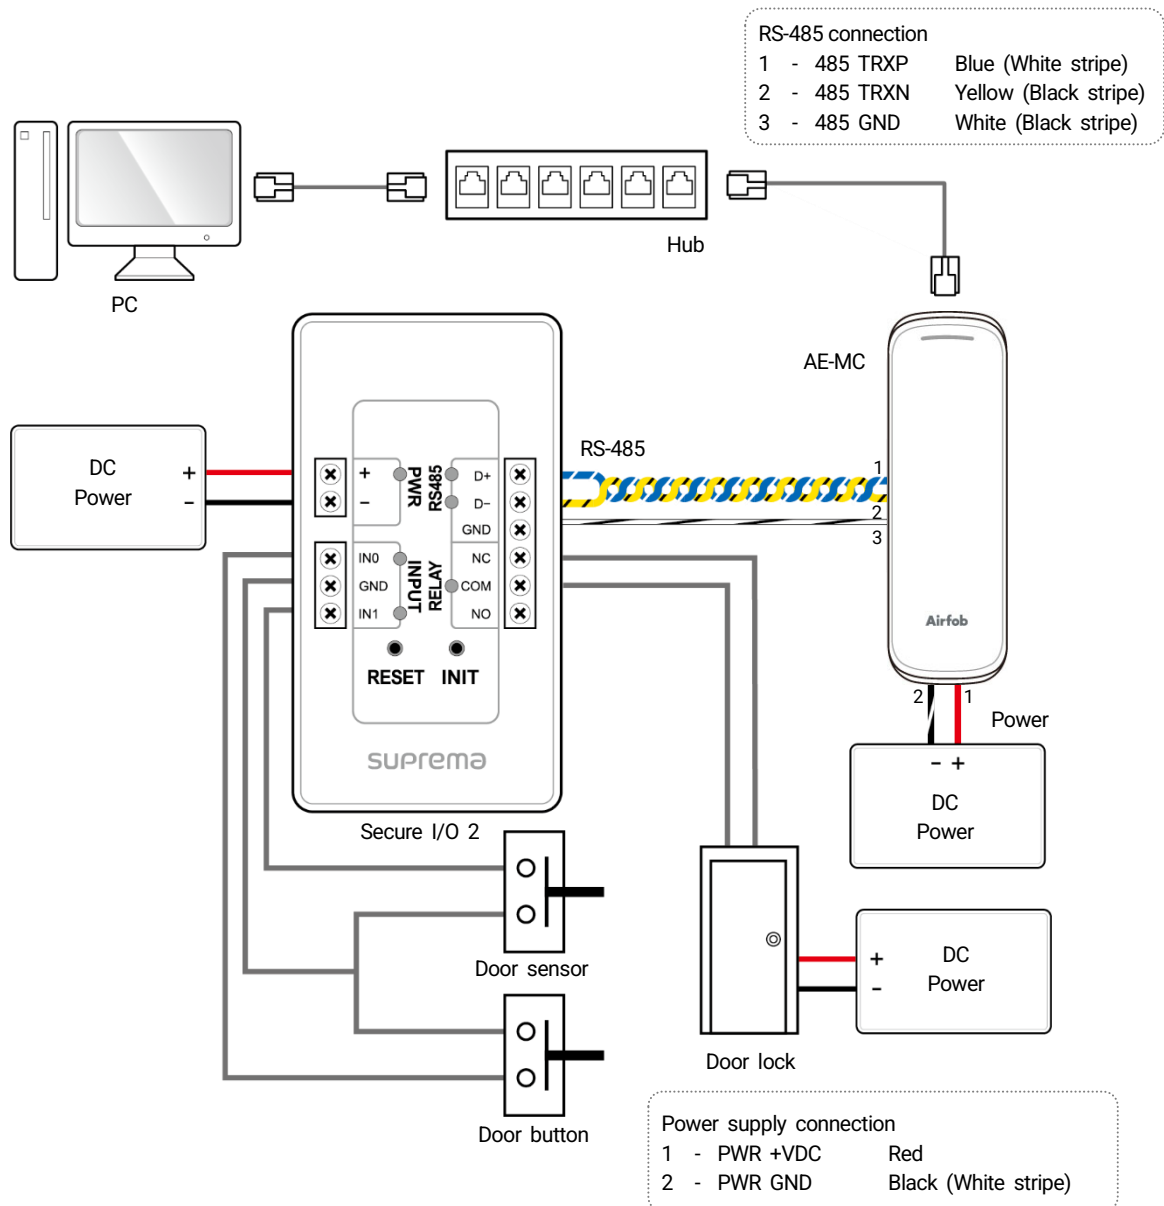 RS-485 connection
1 - 485 TRXP Blue (White stripe)
2 - 485 TRXN Yellow (Black stripe)
3 - 485 GND White (Black stripe)
Hub
PC
AE-MC
RS-485
DC
Power
+
-
+
-
PWR
RS485
D+
D-
GND
1
2
3
IN0
GND
IN1
INPUT
RELAY
NC
COM
NO
RESET INIT
suprema
Secure I/O 2
Airfob
2 1
Power
- +
DC
Power
Door sensor
Door button
Door lock
+
-
DC
Power
Power supply connection
1 - PWR +VDC Red
2 - PWR GND Black (White stripe)